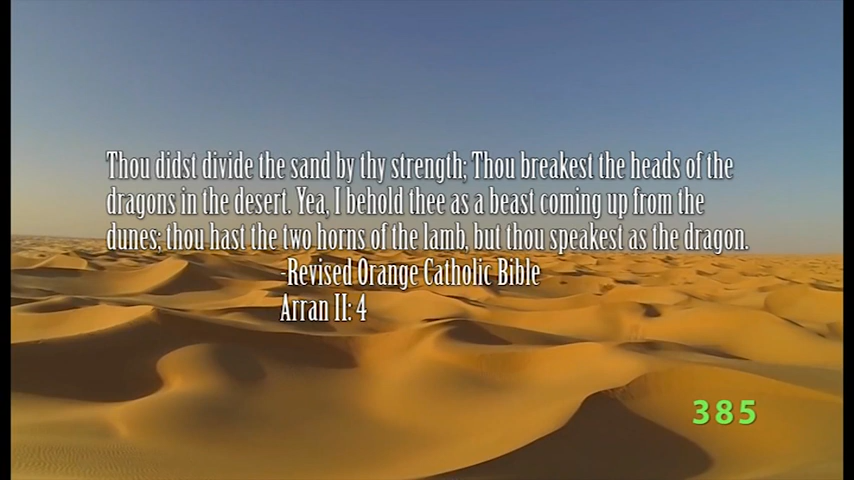 Thou didst divide the sand by thy strength; Thou breakest the heads of the
dragons in the desert. Yea, I behold thee as a beast coming up from the
dunes; thou hast the two horns of the lamb, but thou speakest as the dragon.
-Revised Orange Catholic Bible
Arran II: 4
385